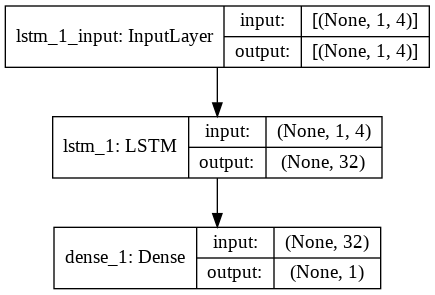 lstm_1_input: InputLayer
input: [(None, 1, 4)]
output: [(None, 1, 4)]
lstm_1: LSTM
input: (None, 1, 4)
output: (None, 32)
dense_1: Dense
input: (None, 32)
output: (None, 1)